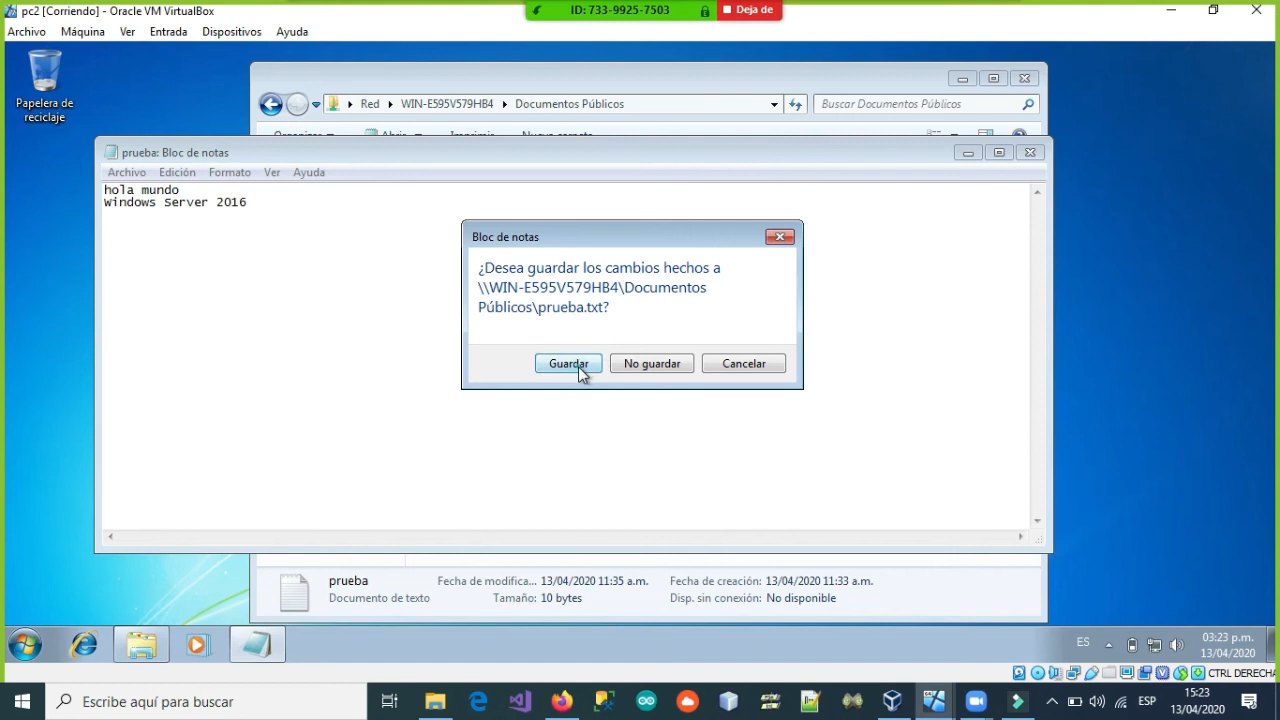 pc2 [Corriendo] - Oracle VM VirtualBox
ID: 733-9925-7503
Deja de
Archivo Máquina Ver Entrada Dispositivos Ayuda
Papelera de
reciclaje
Red WIN-E595V579HB4 Documentos Públicos
Buscar Documentos Públicos
Organizar Abrir Imprimir Nueva carpeta
prueba: Bloc de notas
Archivo Edición Formato Ver Ayuda
hola mundo
Windows Server 2016
Bloc de notas
¿Desea guardar los cambios hechos a
\\WIN-E595V579HB4\Documentos
Públicos\prueba.txt?
Guardar No guardar Cancelar
prueba Fecha de modifica... 13/04/2020 11:35 a.m. Fecha de creación: 13/04/2020 11:33 a.m.
Documento de texto Tamaño: 10 bytes Disp. sin conexión: No disponible
ES
03:23 p.m.
13/04/2020
CTRL DERECHA
Escribe aquí para buscar
ESP
15:23
13/04/2020